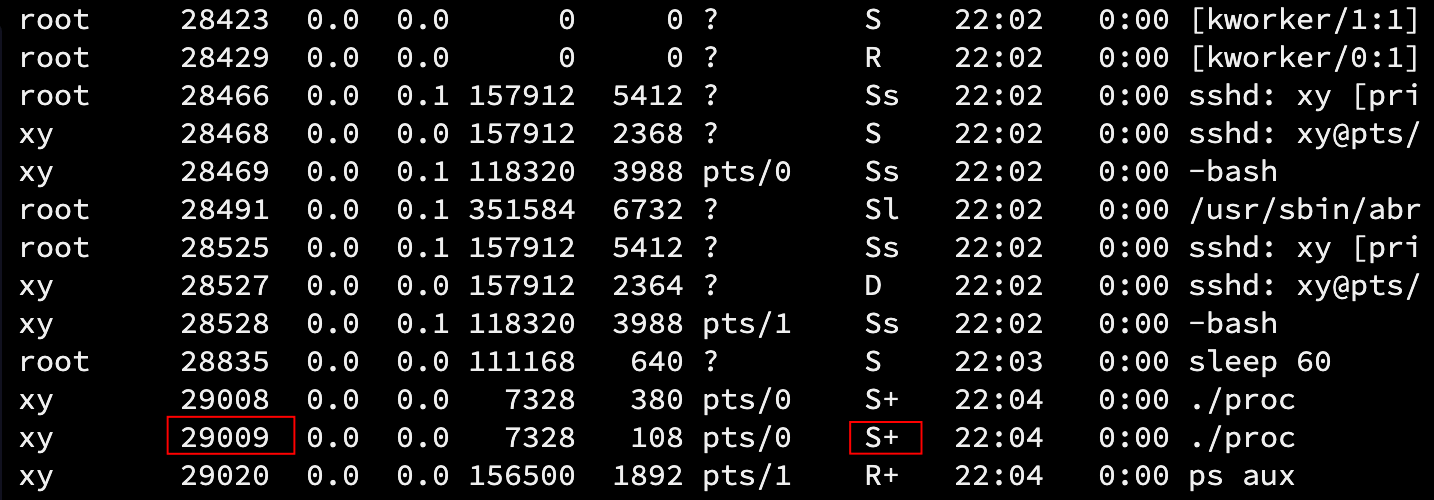 root 28423 0.0 0.0 0 0 ? S 22:02 0:00 [kworker/1:1]
root 28429 0.0 0.0 0 0 ? R 22:02 0:00 [kworker/0:1]
root 28466 0.0 0.1 157912 5412 ? Ss 22:02 0:00 sshd: xy [pri
xy 28468 0.0 0.0 157912 2368 ? S 22:02 0:00 sshd: xy@pts/
xy 28469 0.0 0.1 118320 3988 pts/0 Ss 22:02 0:00 -bash
root 28491 0.0 0.1 351584 6732 ? Sl 22:02 0:00 /usr/sbin/abr
root 28525 0.0 0.1 157912 5412 ? Ss 22:02 0:00 sshd: xy [pri
xy 28527 0.0 0.0 157912 2364 ? D 22:02 0:00 sshd: xy@pts/
xy 28528 0.0 0.1 118320 3988 pts/1 Ss 22:02 0:00 -bash
root 28835 0.0 0.0 111168 640 ? S 22:03 0:00 sleep 60
xy 29008 0.0 0.0 7328 380 pts/0 S+ 22:04 0:00 ./proc
xy 29009 0.0 0.0 7328 108 pts/0 S+ 22:04 0:00 ./proc
xy 29020 0.0 0.0 156500 1892 pts/1 R+ 22:04 0:00 ps aux